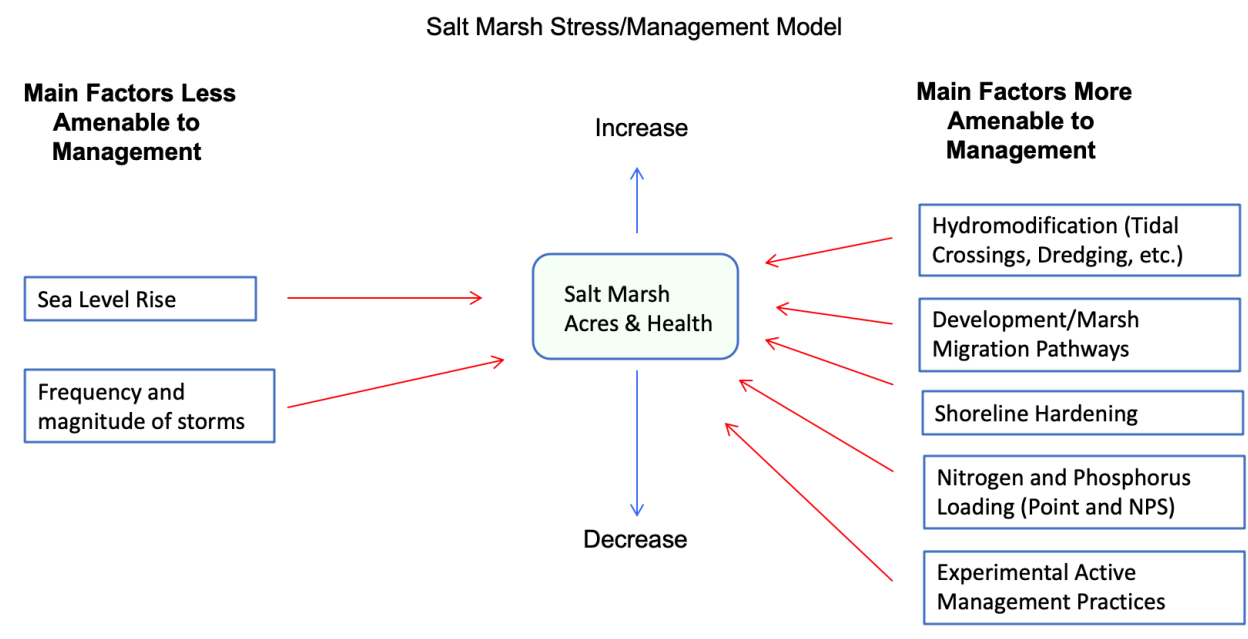 Salt Marsh Stress/Management Model
Main Factors Less
Amenable to
Management
Sea Level Rise
Frequency and
magnitude of storms
Increase
Salt Marsh
Acres & Health
Decrease
Main Factors More
Amenable to
Management
Hydromodification (Tidal
Crossings, Dredging, etc.)
Development/Marsh
Migration Pathways
Shoreline Hardening
Nitrogen and Phosphorus
Loading (Point and NPS)
Experimental Active
Management Practices